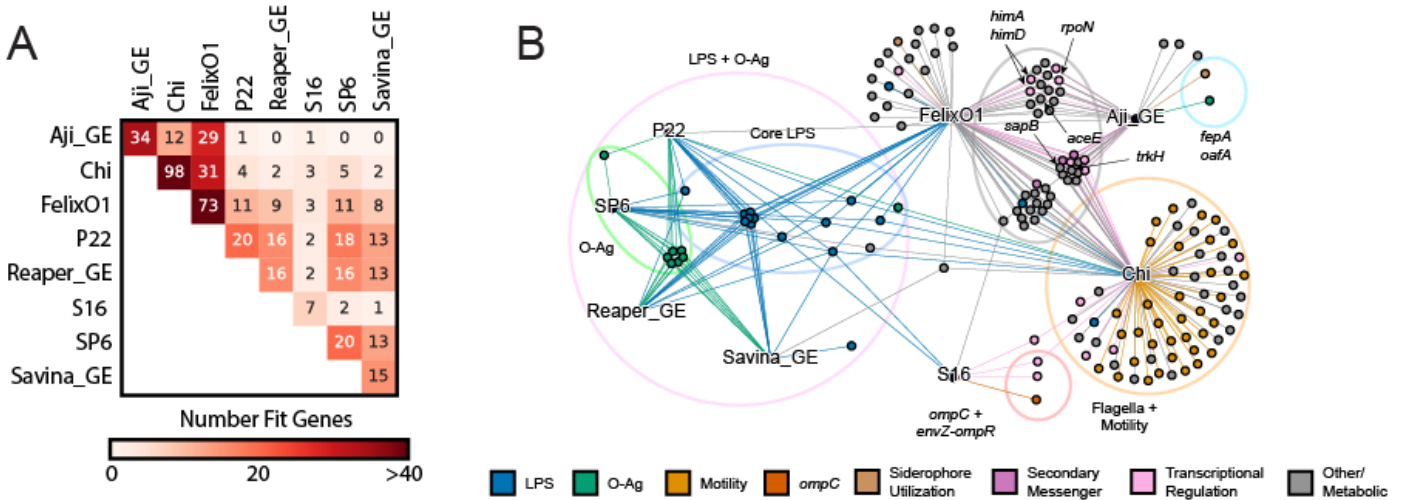 A
Aji_GE
Chi
FelixO1
P22
Reaper_GE
S16
SP6
Savina_GE
Aji_GE 34 12 29 1 0 1 0 0
Chi 98 31 4 2 3 5 2
FelixO1 73 11 9 3 11 8
P22 20 16 2 18 13
Reaper_GE 16 2 16 13
S16 7 2 1
SP6 20 13
Savina_GE 15
Number Fit Genes
0 20 >40
B
LPS + O-Ag
P22
Core LPS
SP6
O-Ag
Reaper_GE
Savina_GE
himA
himD
rpoN
FelixO1
Aji_GE
sapB
aceE
trkH
fepA
oafA
Chi
S16
ompC +
envZ-ompR
Flagella +
Motility
LPS
O-Ag
Motility
ompC
Siderophore
Utilization
Secondary
Messenger
Transcriptional
Regulation
Other/
Metabolic